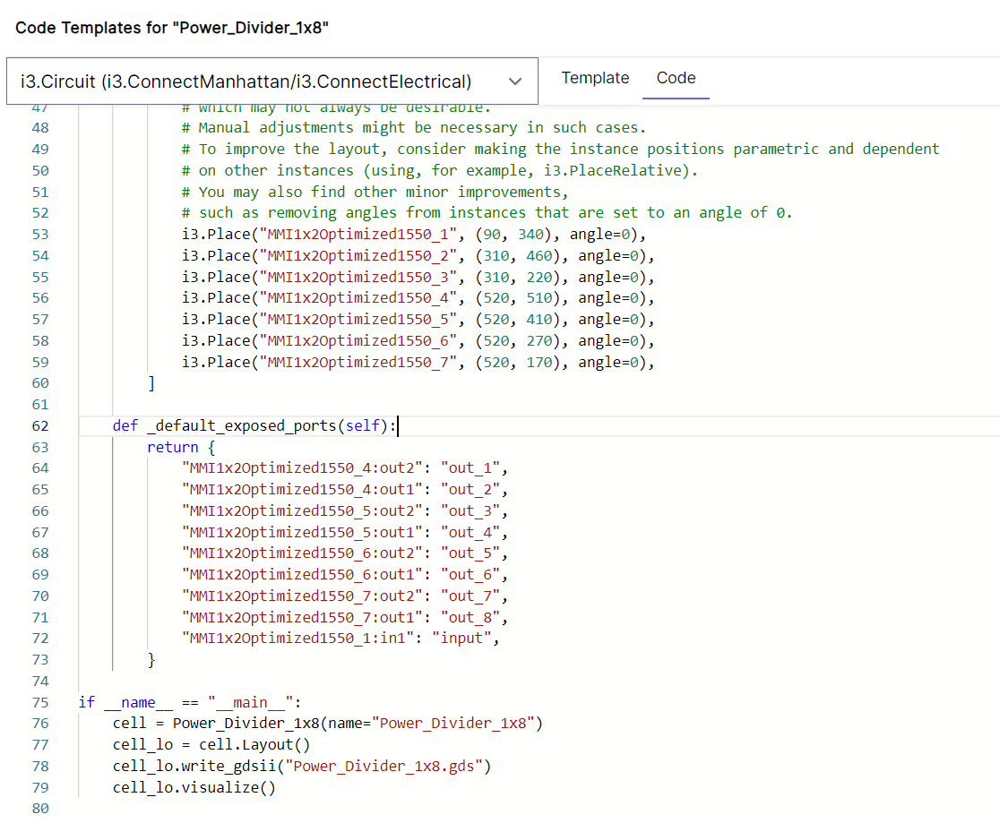 Code Templates for "Power_Divider_1x8"
i3.Circuit (i3.ConnectManhattan/i3.ConnectElectrical)
Template
Code
47 # which may not always be desirable.
48 # Manual adjustments might be necessary in such cases.
49 # To improve the layout, consider making the instance positions parametric and dependent
50 # on other instances (using, for example, i3.PlaceRelative).
51 # You may also find other minor improvements,
52 # such as removing angles from instances that are set to an angle of 0.
53 i3.Place("MMI1x2Optimized1550_1", (90, 340), angle=0),
54 i3.Place("MMI1x2Optimized1550_2", (310, 460), angle=0),
55 i3.Place("MMI1x2Optimized1550_3", (310, 220), angle=0),
56 i3.Place("MMI1x2Optimized1550_4", (520, 510), angle=0),
57 i3.Place("MMI1x2Optimized1550_5", (520, 410), angle=0),
58 i3.Place("MMI1x2Optimized1550_6", (520, 270), angle=0),
59 i3.Place("MMI1x2Optimized1550_7", (520, 170), angle=0),
60 ]
61
62 def _default_exposed_ports(self):
63 return {
64 "MMI1x2Optimized1550_4:out2": "out_1",
65 "MMI1x2Optimized1550_4:out1": "out_2",
66 "MMI1x2Optimized1550_5:out2": "out_3",
67 "MMI1x2Optimized1550_5:out1": "out_4",
68 "MMI1x2Optimized1550_6:out2": "out_5",
69 "MMI1x2Optimized1550_6:out1": "out_6",
70 "MMI1x2Optimized1550_7:out2": "out_7",
71 "MMI1x2Optimized1550_7:out1": "out_8",
72 "MMI1x2Optimized1550_1:in1": "input",
73 }
74
75 if __name__ == "__main__":
76 cell = Power_Divider_1x8(name="Power_Divider_1x8")
77 cell_lo = cell.Layout()
78 cell_lo.write_gdsii("Power_Divider_1x8.gds")
79 cell_lo.visualize()
80